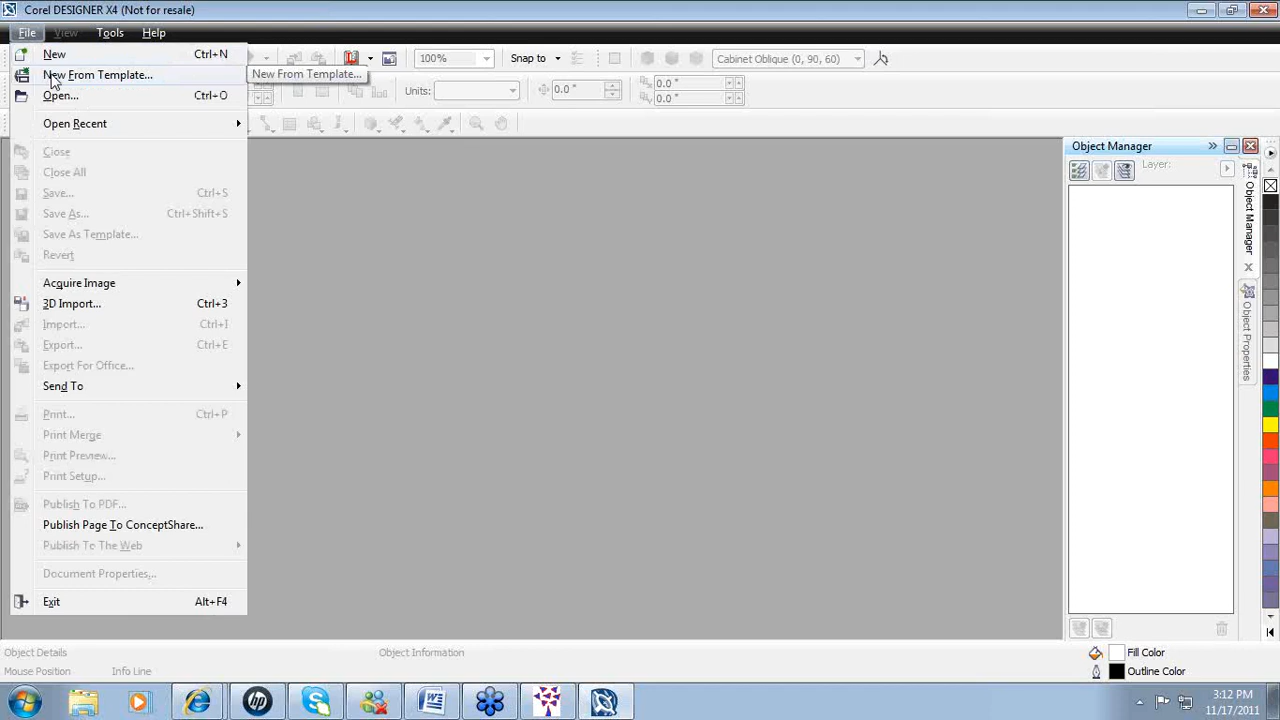 Corel DESIGNER X4 (Not for resale)
File View Tools Help
New Ctrl+N
New From Template...
Open... Ctrl+O
Open Recent
Close
Close All
Save... Ctrl+S
Save As... Ctrl+Shift+S
Save As Template...
Revert
Acquire Image
3D Import... Ctrl+3
Import... Ctrl+I
Export... Ctrl+E
Export For Office...
Send To
Print... Ctrl+P
Print Merge
Print Preview...
Print Setup...
Publish To PDF...
Publish Page To ConceptShare...
Publish To The Web
Document Properties,..
Exit Alt+F4
New From Template...
100% Snap to Cabinet Oblique (0, 90, 60)
Units: 0.0 ° 0.0 °
0.0 °
Object Manager
Layer:
Object Manager
Object Properties
Object Details Object Information Fill Color
Mouse Position Info Line Outline Color
3:12 PM
11/17/2011